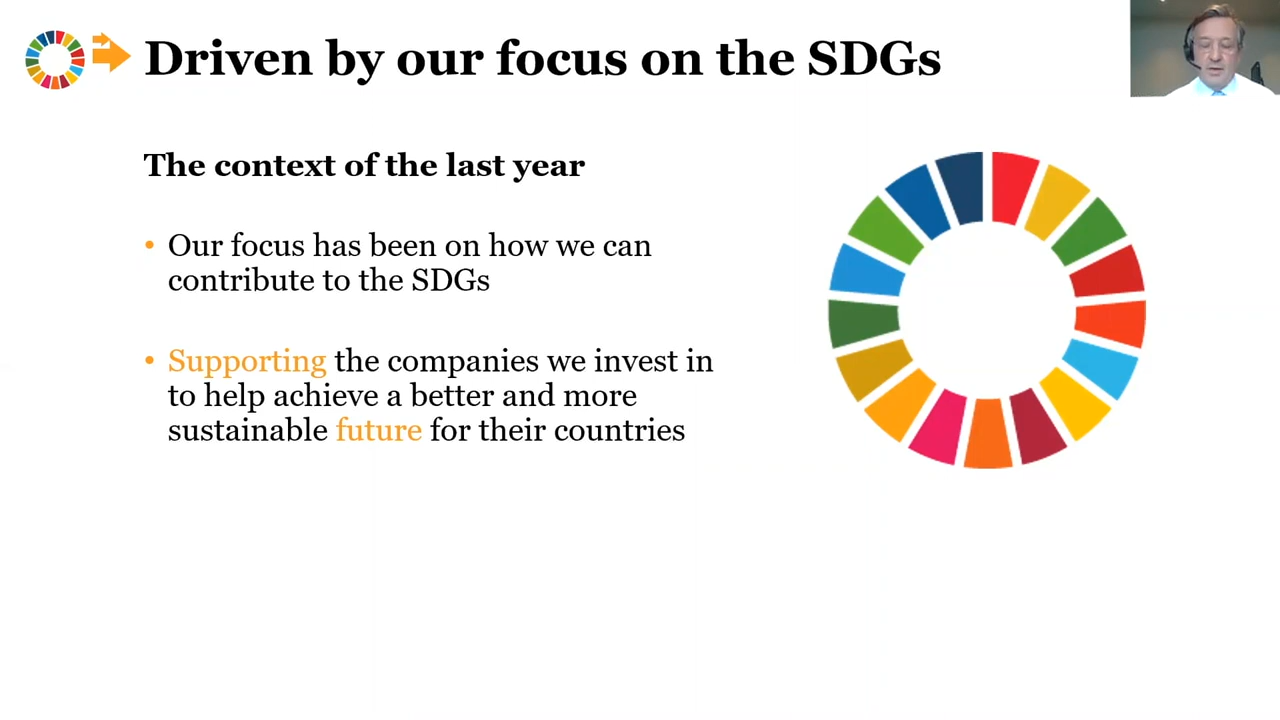 Driven by our focus on the SDGs
The context of the last year
• Our focus has been on how we can
contribute to the SDGs
• Supporting the companies we invest in
to help achieve a better and more
sustainable future for their countries